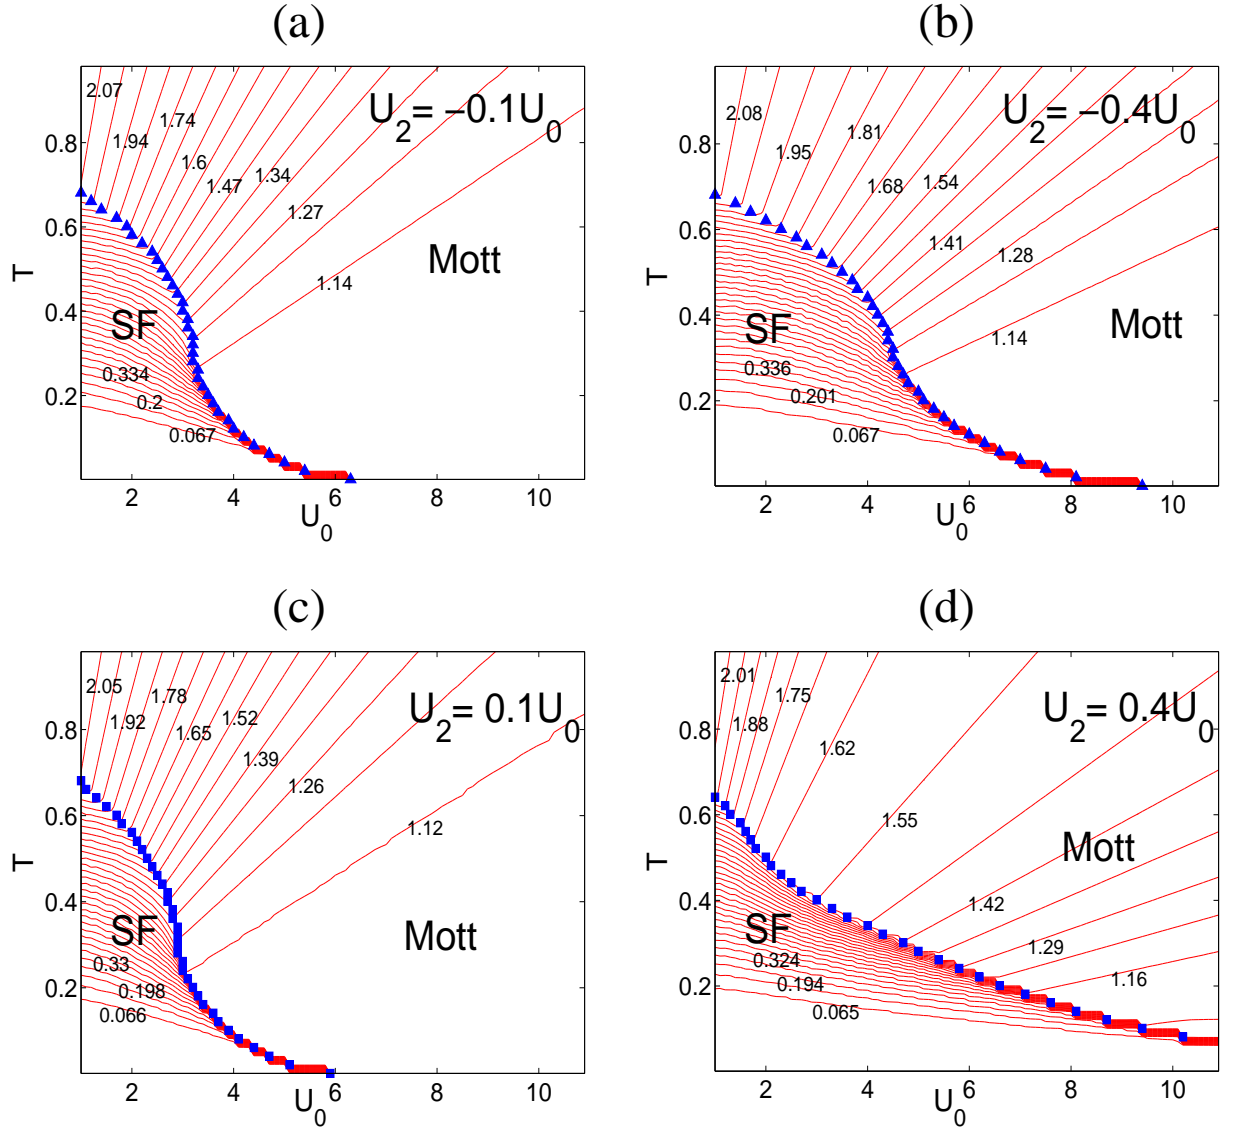 (a)
U2 = −0.1U0
2.07
1.94
1.74
1.6
1.47
1.34
1.27
1.14
Mott
SF
0.334
0.2
0.067
0.8
0.6
0.4
0.2
T
2 4 6 8 10
U0
(b)
U2 = −0.4U0
2.08
1.95
1.81
1.68
1.54
1.41
1.28
1.14
Mott
SF
0.336
0.201
0.067
0.8
0.6
0.4
0.2
T
2 4 6 8 10
U0
(c)
U2 = 0.1U0
2.05
1.92
1.78
1.65
1.52
1.39
1.26
1.12
Mott
SF
0.33
0.198
0.066
0.8
0.6
0.4
0.2
T
2 4 6 8 10
U0
(d)
U2 = 0.4U0
2.01
1.88
1.75
1.62
1.55
1.42
1.29
1.16
Mott
SF
0.324
0.194
0.065
0.8
0.6
0.4
0.2
T
2 4 6 8 10
U0